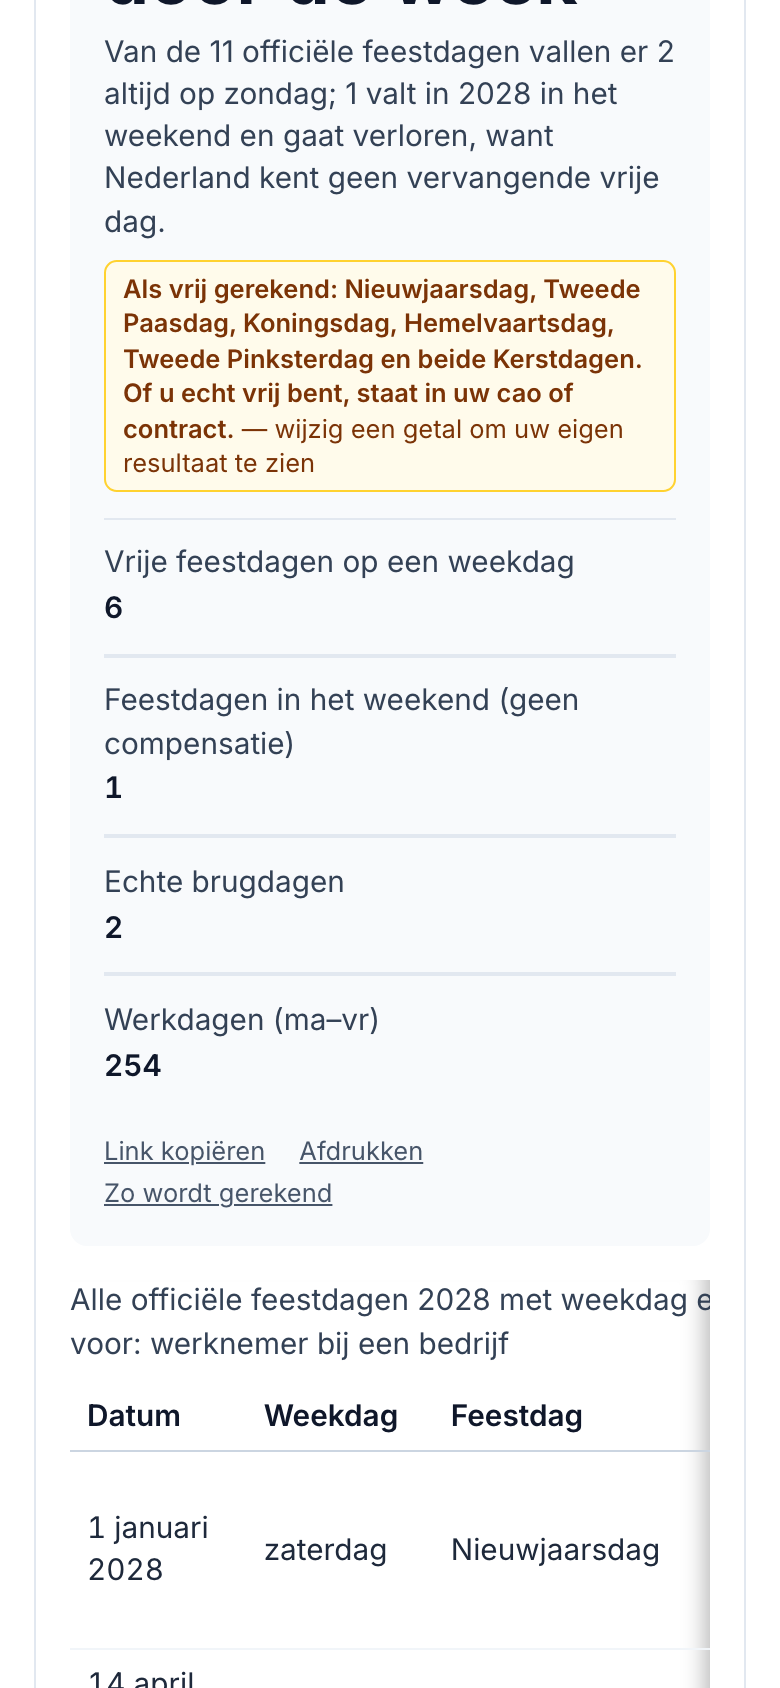 door de week
Van de 11 officiële feestdagen vallen er 2
altijd op zondag; 1 valt in 2028 in het
weekend en gaat verloren, want
Nederland kent geen vervangende vrije
dag.
Als vrij gerekend: Nieuwjaarsdag, Tweede
Paasdag, Koningsdag, Hemelvaartsdag,
Tweede Pinksterdag en beide Kerstdagen.
Of u echt vrij bent, staat in uw cao of
contract. — wijzig een getal om uw eigen
resultaat te zien
Vrije feestdagen op een weekdag
6
Feestdagen in het weekend (geen
compensatie)
1
Echte brugdagen
2
Werkdagen (ma–vr)
254
Link kopiëren Afdrukken
Zo wordt gerekend
Alle officiële feestdagen 2028 met weekdag e
voor: werknemer bij een bedrijf
Datum Weekdag Feestdag
1 januari
2028
zaterdag
Nieuwjaarsdag
14 april